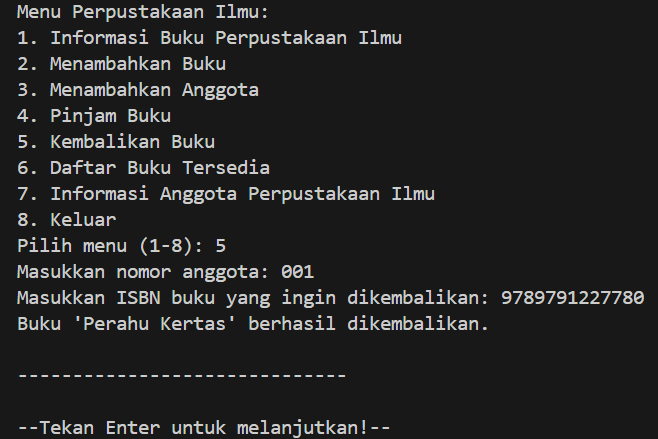 Menu Perpustakaan Ilmu:
1. Informasi Buku Perpustakaan Ilmu
2. Menambahkan Buku
3. Menambahkan Anggota
4. Pinjam Buku
5. Kembalikan Buku
6. Daftar Buku Tersedia
7. Informasi Anggota Perpustakaan Ilmu
8. Keluar
Pilih menu (1-8): 5
Masukkan nomor anggota: 001
Masukkan ISBN buku yang ingin dikembalikan: 9789791227780
Buku 'Perahu Kertas' berhasil dikembalikan.
------------------------------
--Tekan Enter untuk melanjutkan!--